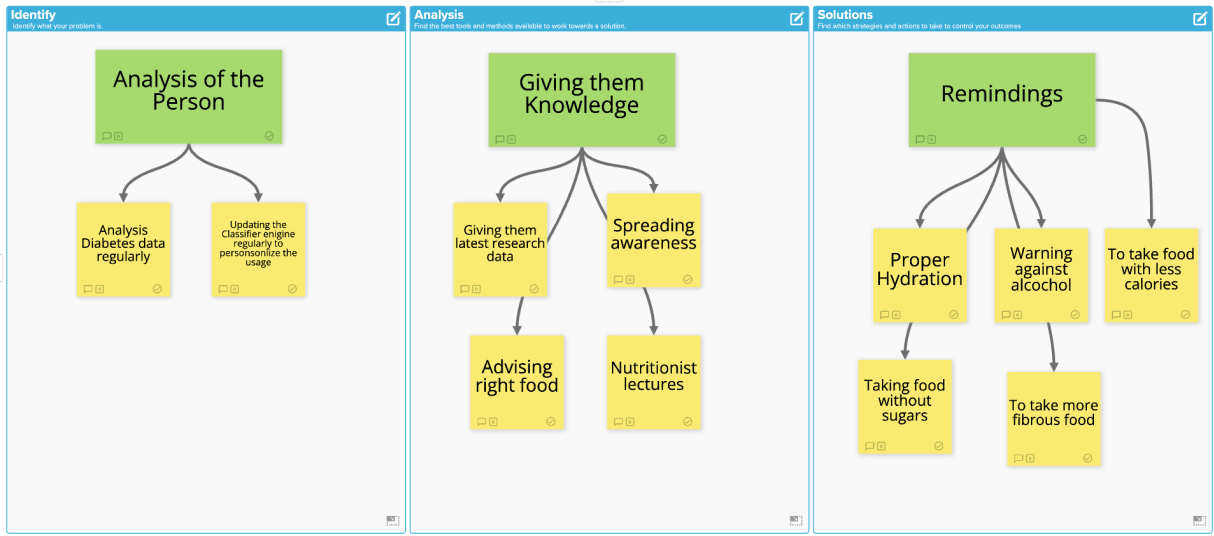 Identify
Identify what your problem is.
Analysis of the
Person
Analysis
Diabetes data
regularly
Updating the
Classifier enigine
regularly to
personsonlize the
usage
Analysis
Find the best tools and methods available to work towards a solution.
Giving them
Knowledge
Giving them
latest research
data
Spreading
awareness
Advising
right food
Nutritionist
lectures
Solutions
Find which strategies and actions to take to control your outcomes
Remindings
Proper
Hydration
Warning
against
alcochol
To take food
with less
calories
Taking food
without
sugars
To take more
fibrous food